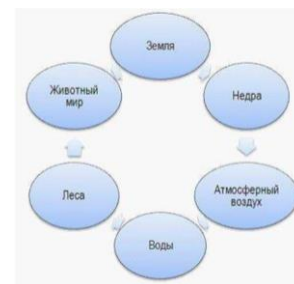 Земля
Недра
Атмосферный
воздух
Воды
Леса
Животный
мир